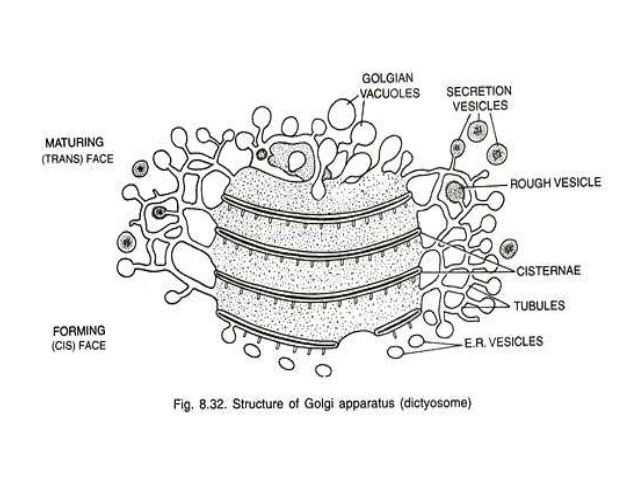 GOLGIAN
VACUOLES
SECRETION
VESICLES
MATURING
(TRANS) FACE
ROUGH VESICLE
CISTERNAE
TUBULES
FORMING
(CIS) FACE
E.R. VESICLES
Fig. 8.32. Structure of Golgi apparatus (dictyosome)